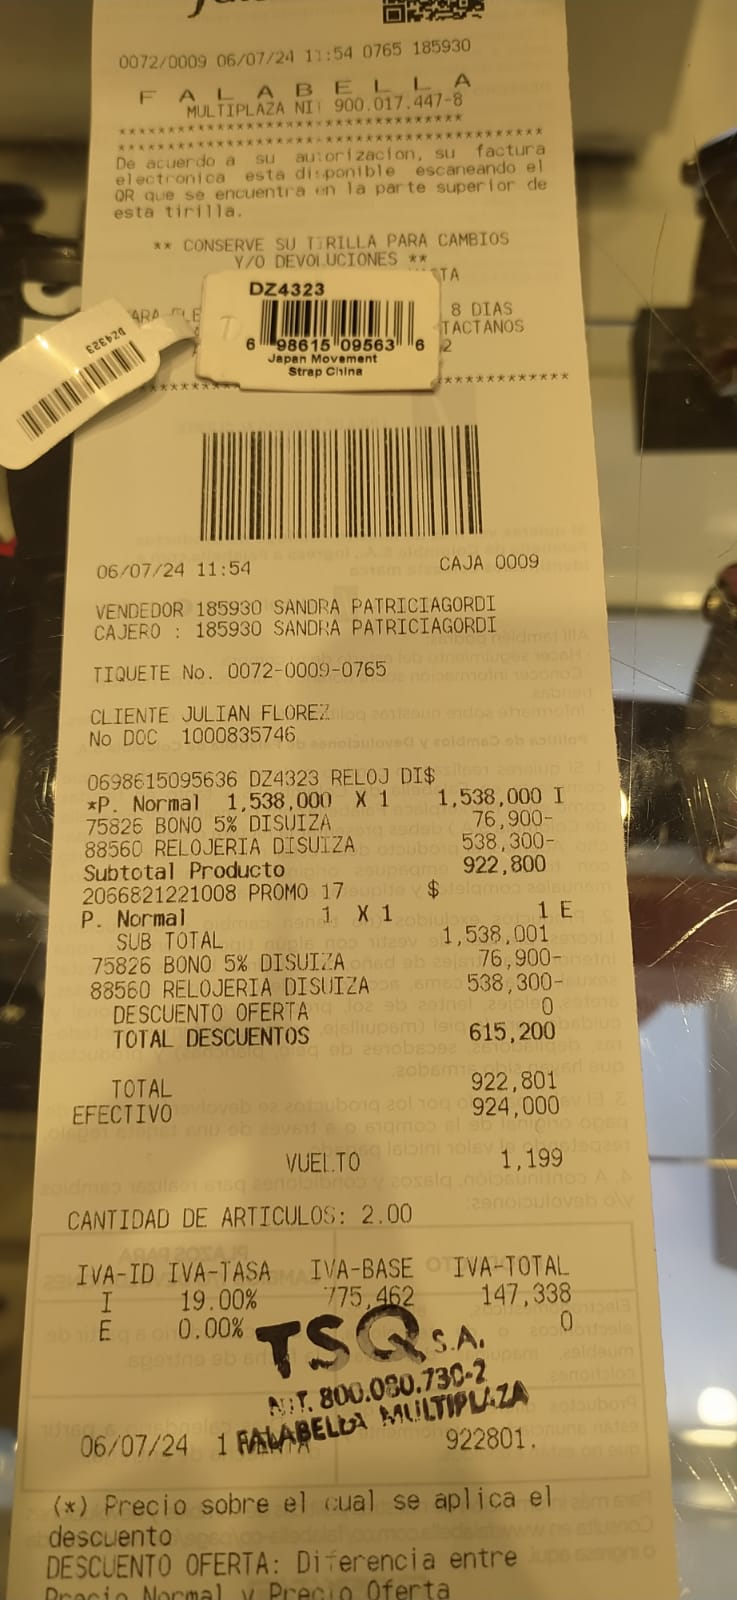 0072/0009 06/07/24 11:54 0765 185930
F A L A B E L L A
MULTIPLAZA NIT 900.017.447-8
**************************************
***********************************************
De acuerdo a su autorizacion, su factura
electronica esta disponible escaneando el
QR que se encuentra en la parte superior de
esta tirilla.
** CONSERVE SU TIRILLA PARA CAMBIOS
Y/O DEVOLUCIONES **
DZ4323
6 98615 09563 6
Japan Movement
Strap China
DZ4323
8 DIAS
TACTANOS
2
06/07/24 11:54 CAJA 0009
VENDEDOR 185930 SANDRA PATRICIAGORDI
CAJERO : 185930 SANDRA PATRICIAGORDI
TIQUETE No. 0072-0009-0765
CLIENTE JULIAN FLOREZ
No DOC 1000835746
0698615095636 DZ4323 RELOJ DI$
*P. Normal 1,538,000 X 1 1,538,000 I
75826 BONO 5% DISUIZA 76,900-
88560 RELOJERIA DISUIZA 538,300-
Subtotal Producto 922,800
2066821221008 PROMO 17 $
P. Normal 1 X 1 1 E
SUB TOTAL 1,538,001
75826 BONO 5% DISUIZA 76,900-
88560 RELOJERIA DISUIZA 538,300-
DESCUENTO OFERTA 0
TOTAL DESCUENTOS 615,200
TOTAL 922,801
EFECTIVO 924,000
VUELTO 1,199
CANTIDAD DE ARTICULOS: 2.00
IVA-ID IVA-TASA IVA-BASE IVA-TOTAL
I 19.00% 775,462 147,338
E 0.00% 0
TSQ S.A.
NIT. 800.080.730-2
FALABELLA MULTIPLAZA
06/07/24 1 922801.
(*) Precio sobre el cual se aplica el
descuento
DESCUENTO OFERTA: Diferencia entre
Precio Normal y Precio Oferta